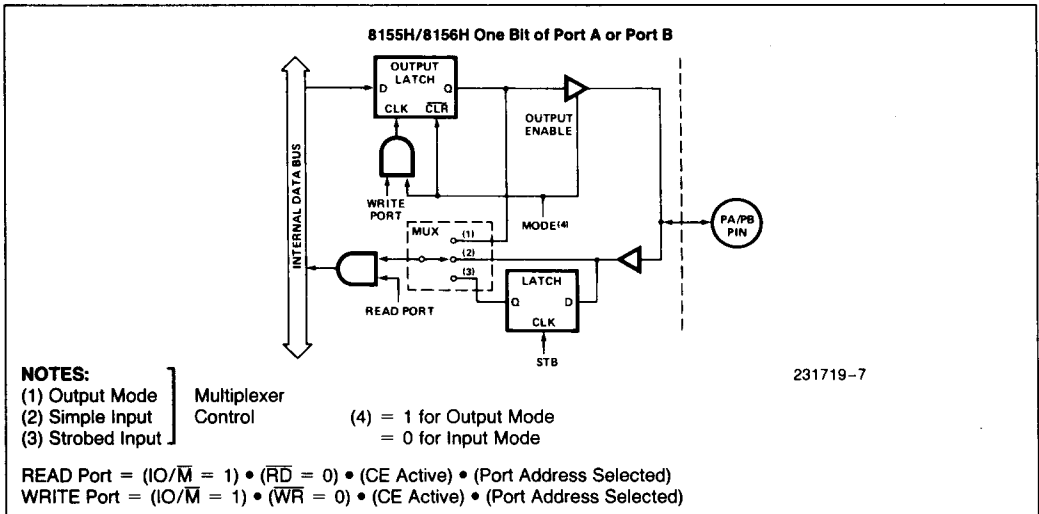 8155H/8156H One Bit of Port A or Port B
OUTPUT
LATCH
D
Q
CLK
C̅L̅R̅
OUTPUT
ENABLE
INTERNAL DATA BUS
WRITE
PORT
MODE(4)
PA/PB
PIN
MUX
(1)
(2)
(3)
READ PORT
LATCH
Q
D
CLK
STB
231719–7
NOTES:
(1) Output Mode
(2) Simple Input
(3) Strobed Input
Multiplexer
Control
(4) = 1 for Output Mode
= 0 for Input Mode
READ Port = (IO/M̅ = 1) • (R̅D̅ = 0) • (CE Active) • (Port Address Selected)
WRITE Port = (IO/M̅ = 1) • (W̅R̅ = 0) • (CE Active) • (Port Address Selected)